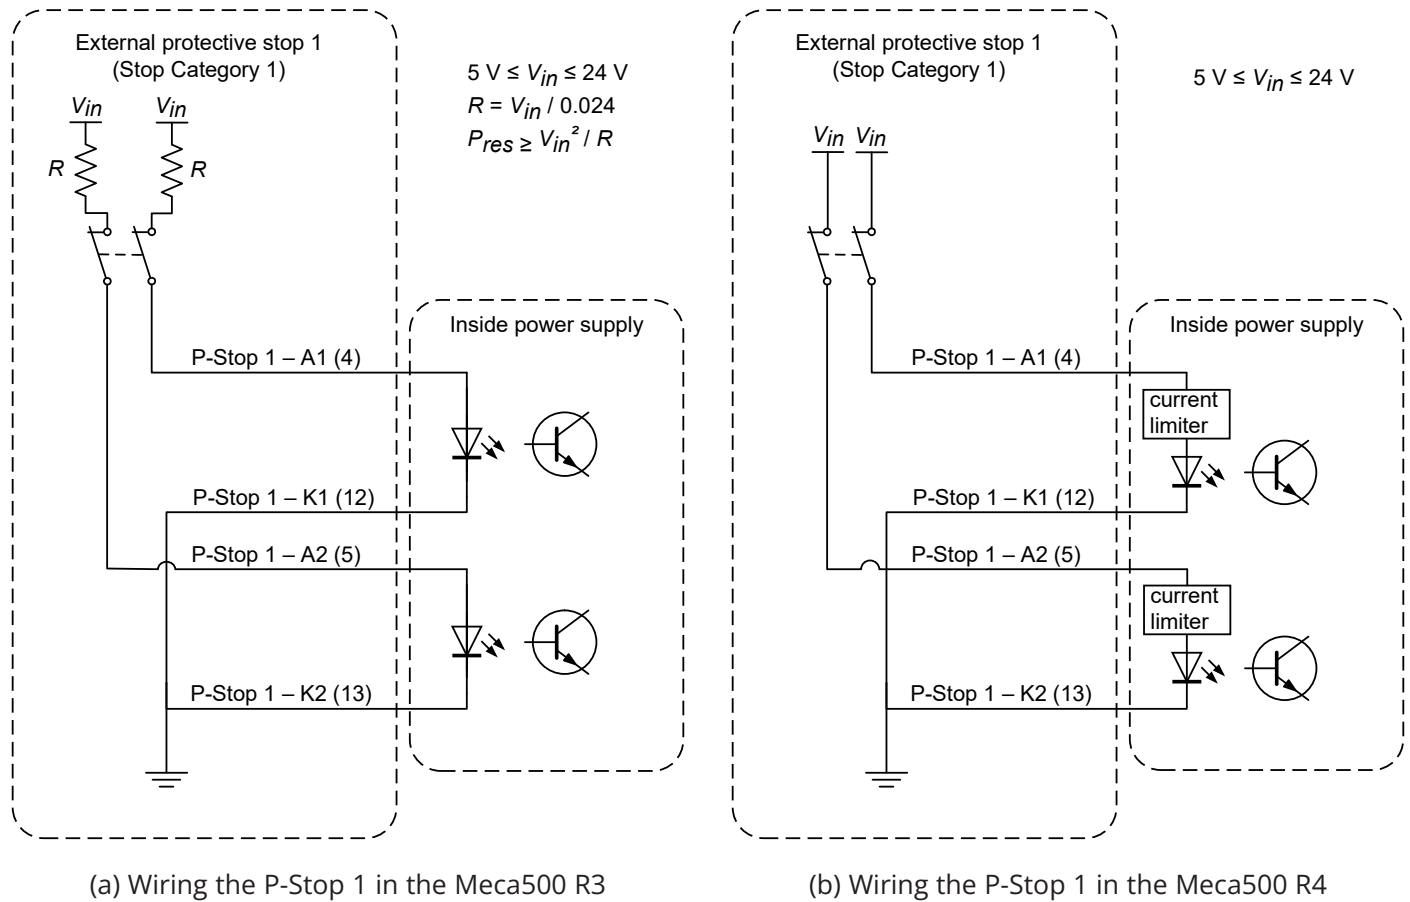 External protective stop 1
(Stop Category 1)
Vin
Vin
R
R
5 V ≤ Vin ≤ 24 V
R = Vin / 0.024
Pres ≥ Vin² / R
Inside power supply
P-Stop 1 – A1 (4)
P-Stop 1 – K1 (12)
P-Stop 1 – A2 (5)
P-Stop 1 – K2 (13)
(a) Wiring the P-Stop 1 in the Meca500 R3
External protective stop 1
(Stop Category 1)
Vin
Vin
5 V ≤ Vin ≤ 24 V
Inside power supply
P-Stop 1 – A1 (4)
current
limiter
P-Stop 1 – K1 (12)
P-Stop 1 – A2 (5)
current
limiter
P-Stop 1 – K2 (13)
(b) Wiring the P-Stop 1 in the Meca500 R4